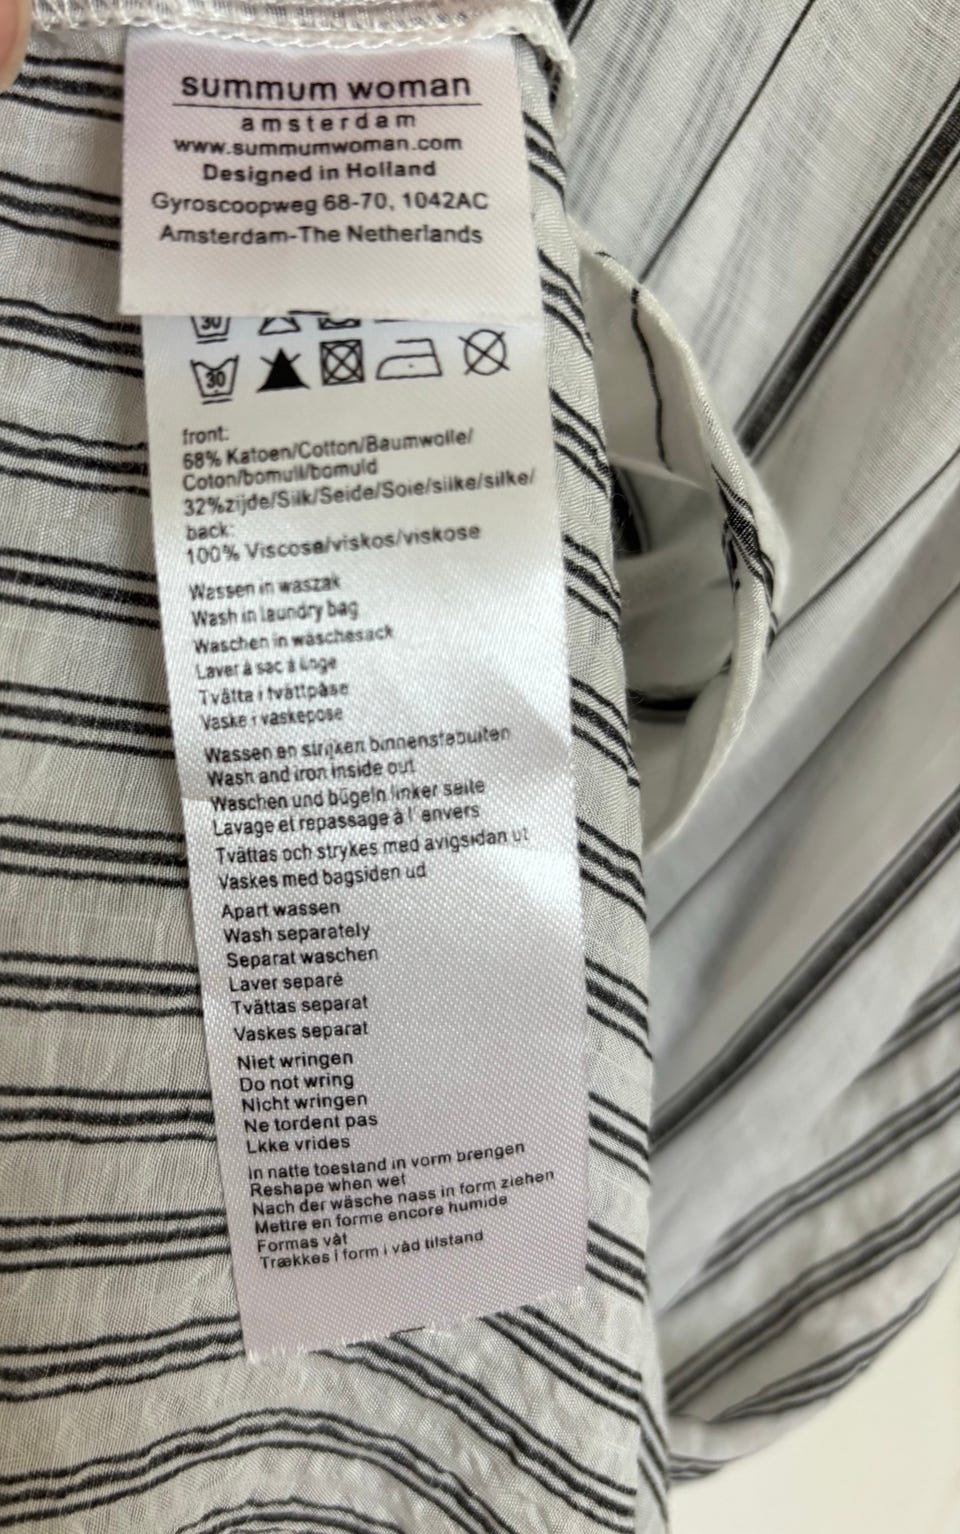 summum woman
amsterdam
www.summumwoman.com
Designed in Holland
Gyroscoopweg 68-70, 1042AC
Amsterdam-The Netherlands
30
30
front:
68% Katoen/Cotton/Baumwolle/
Coton/bomull/bomuld
32%zijde/Silk/Seide/Soie/silke/silke/
back:
100% Viscose/viskos/viskose
Wassen in waszak
Wash in laundry bag
Waschen in wäschesack
Laver à sac à linge
Tvätta i tvättpåse
Vaske i vaskepose
Wassen en strijken binnenstebuiten
Wash and iron inside out
Waschen und bügeln linker seite
Lavage et repassage à l' envers
Tvättas och strykes med avigsidan ut
Vaskes med bagsiden ud
Apart wassen
Wash separately
Separat waschen
Laver separé
Tvättas separat
Vaskes separat
Niet wringen
Do not wring
Nicht wringen
Ne tordent pas
Lkke vrides
In natte toestand in vorm brengen
Reshape when wet
Nach der wäsche nass in form ziehen
Mettre en forme encore humide
Formas våt
Trækkes i form i våd tilstand